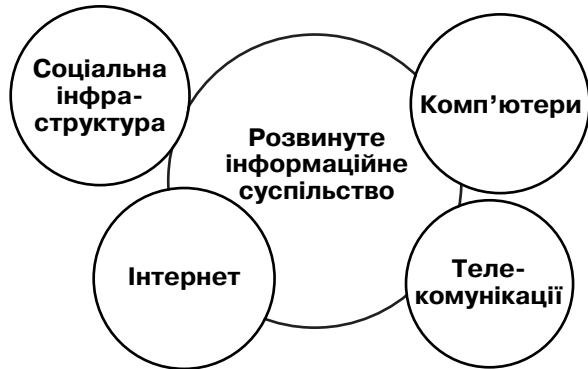 Соціальна
інфра-
структура
Розвинуте
інформаційне
суспільство
Комп’ютери
Інтернет
Теле-
комунікації